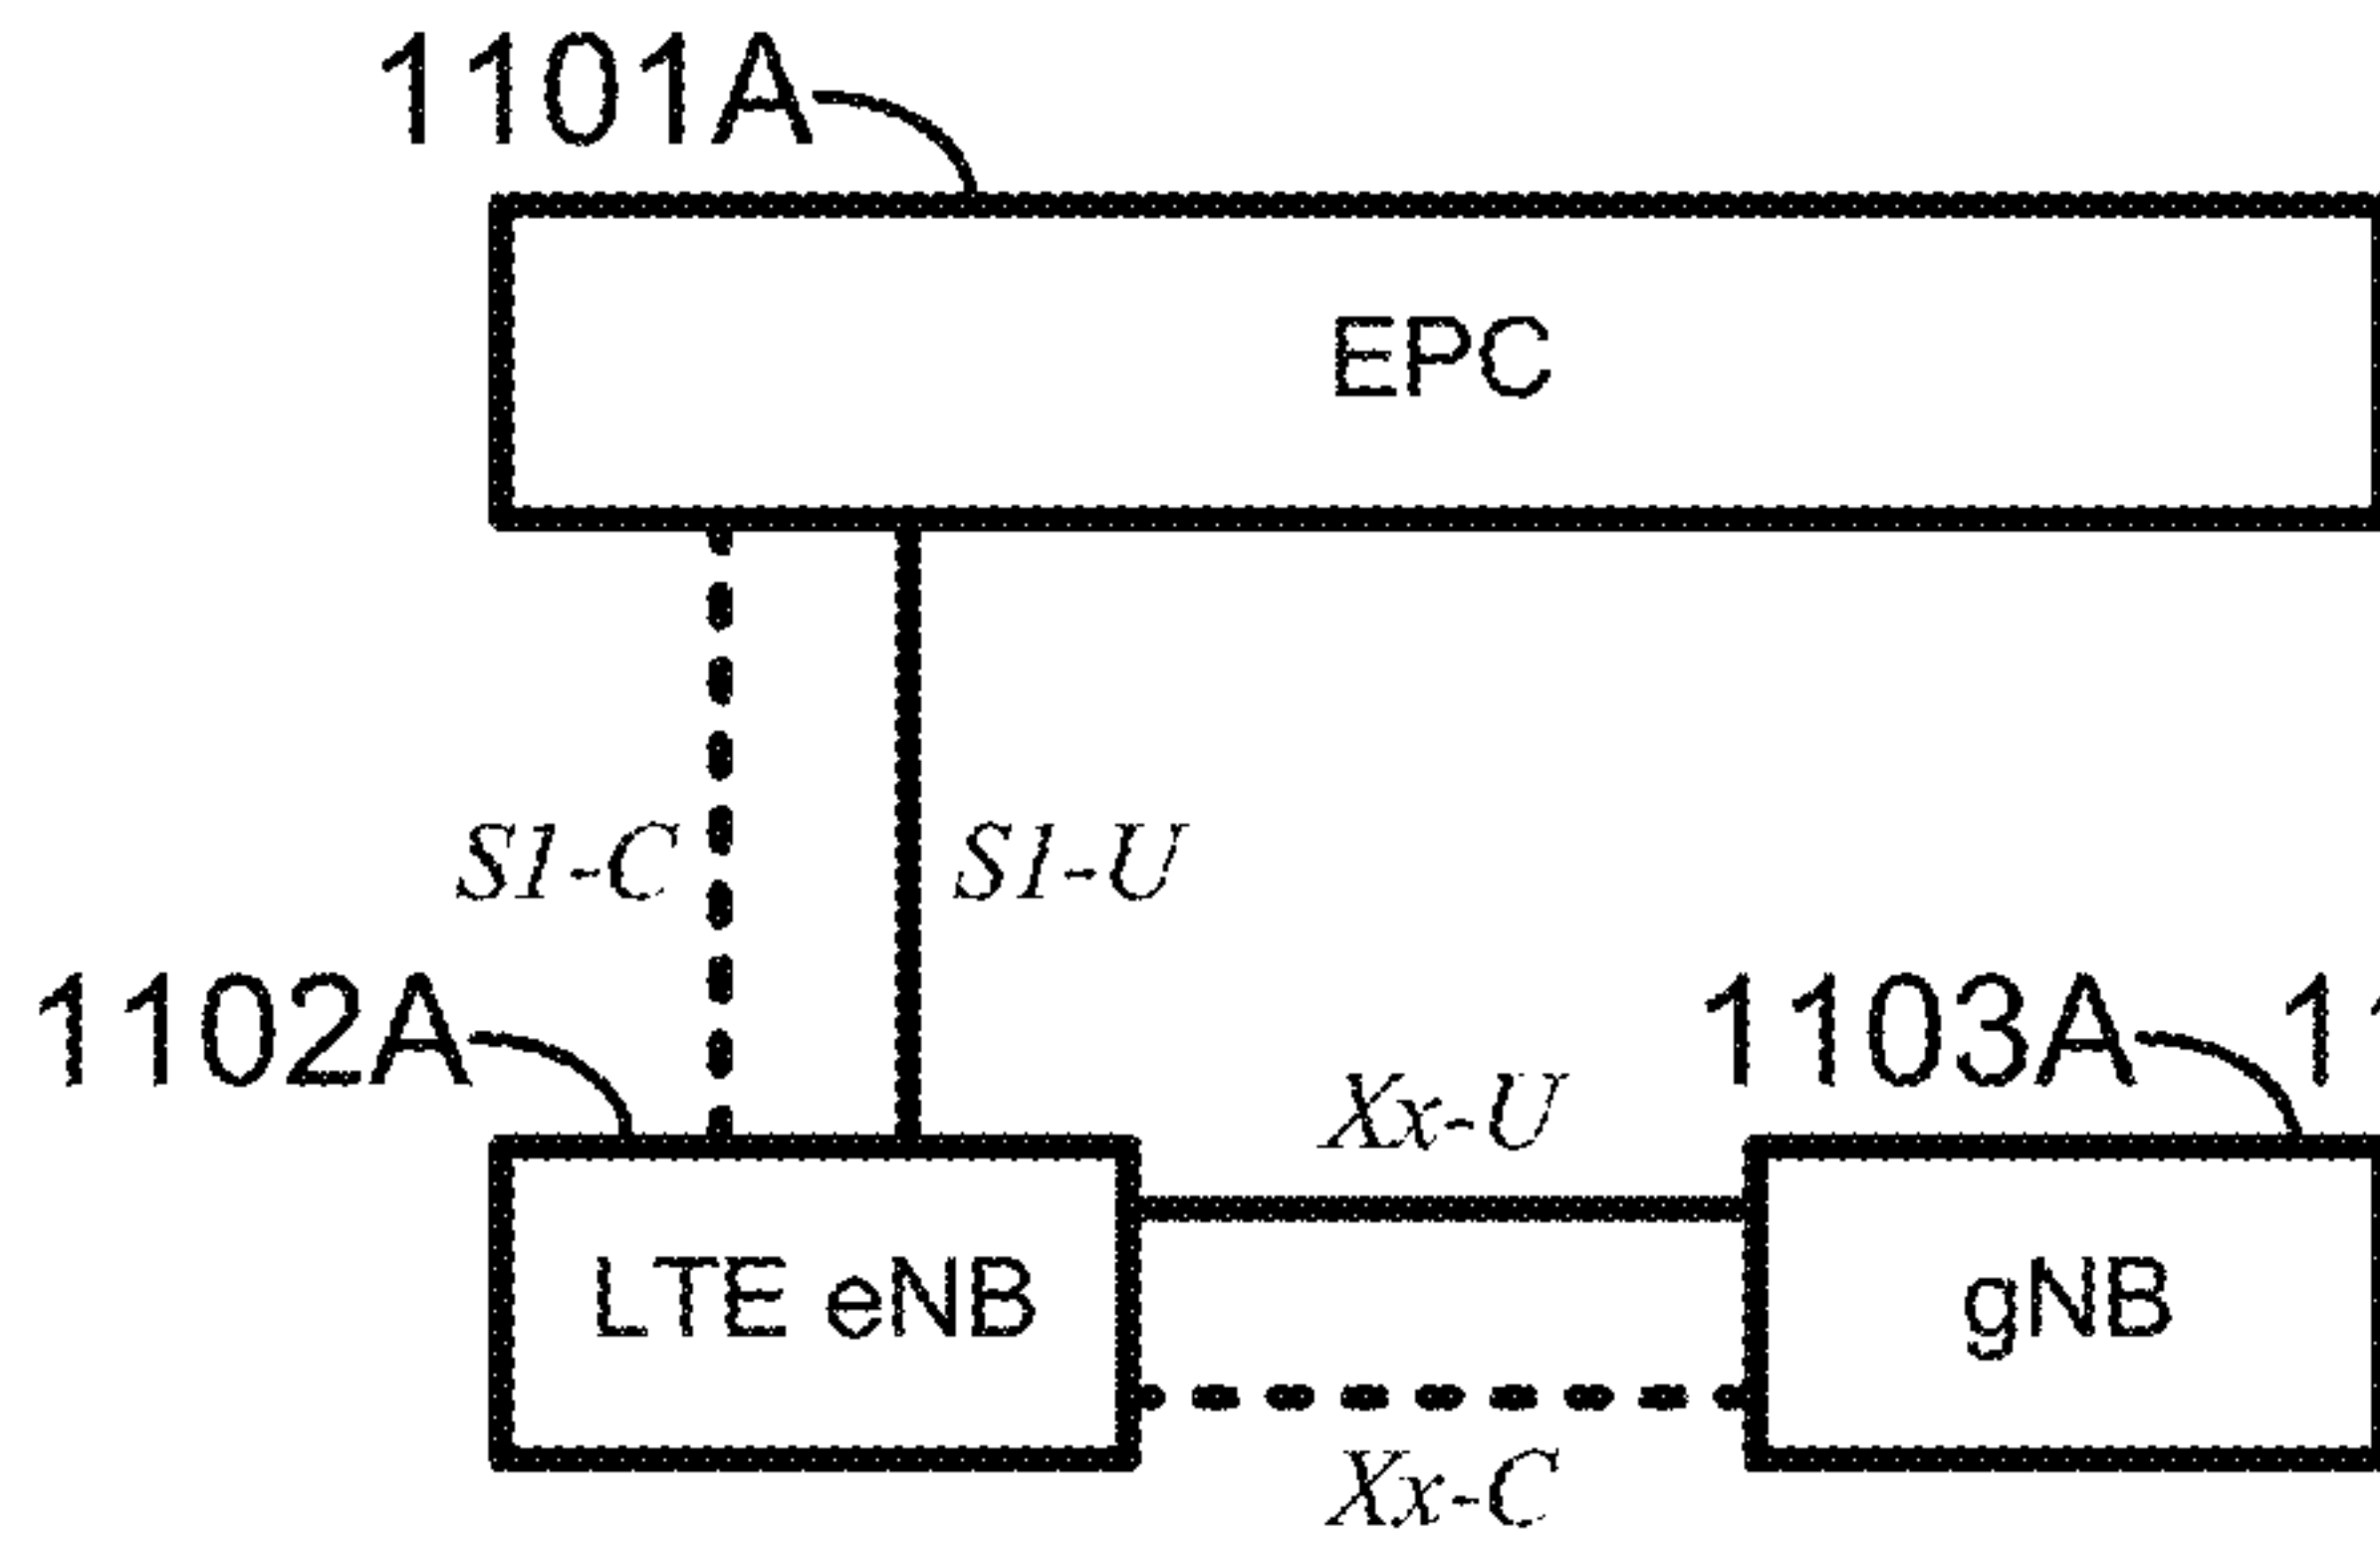 1101A
EPC
S1-C S1-U
1102A 1103A
Xx-U
LTE eNB gNB
Xx-C